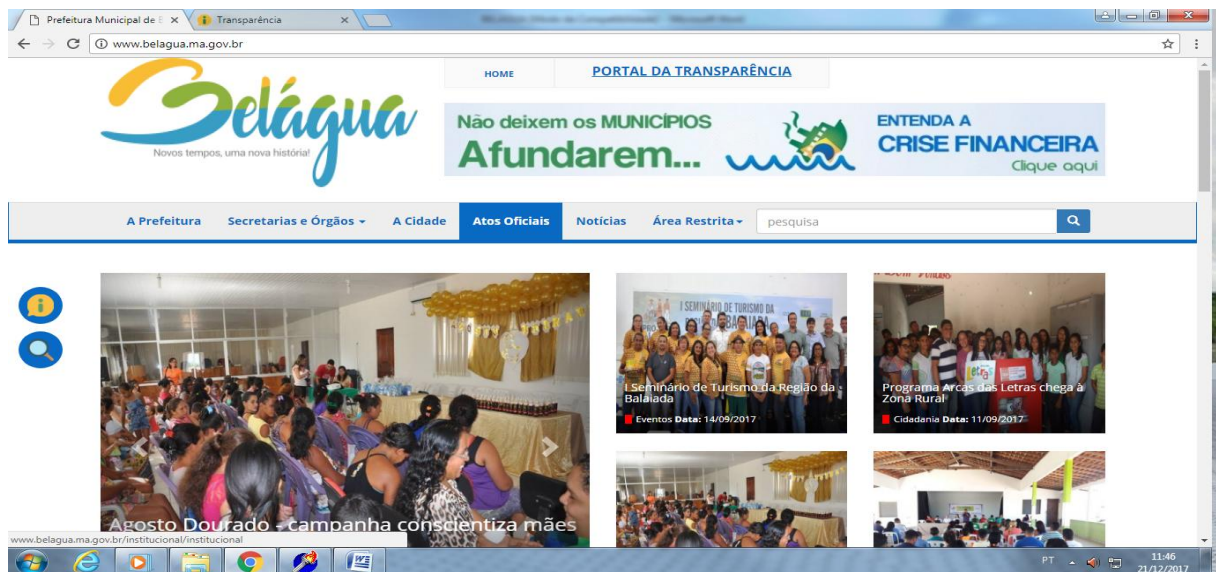 Prefeitura Municipal de
Transparência
www.belagua.ma.gov.br
HOME
PORTAL DA TRANSPARÊNCIA
Belágua
Novos tempos, uma nova história!
Não deixem os MUNICÍPIOS
Afundarem...
ENTENDA A
CRISE FINANCEIRA
Clique aqui
A Prefeitura Secretarias e Órgãos A Cidade Atos Oficiais Notícias Área Restrita pesquisa
I SEMINÁRIO DE TURISMO DA
I Seminário de Turismo da Região da
Balaiada
Eventos Data: 14/09/2017
Programa Arcas das Letras chega à
Zona Rural
Cidadania Data: 11/09/2017
Agosto Dourado - campanha conscientiza mães
www.belagua.ma.gov.br/institucional/institucional
PT
11:46
21/12/2017